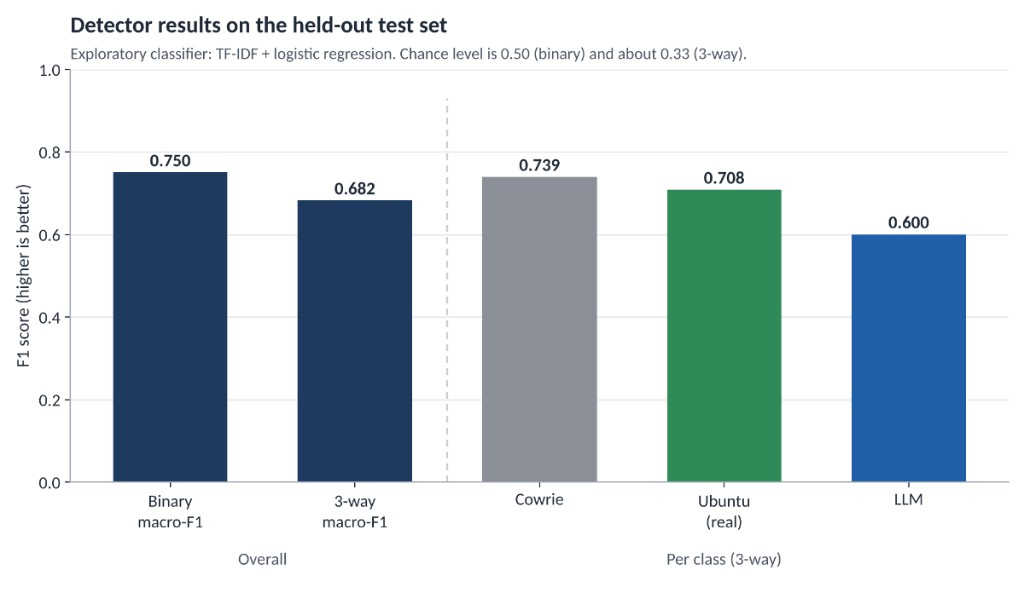 Detector results on the held-out test set
Exploratory classifier: TF-IDF + logistic regression. Chance level is 0.50 (binary) and about 0.33 (3-way).
F1 score (higher is better)
1.0
0.8
0.6
0.4
0.2
0.0
0.750
0.682
0.739
0.708
0.600
Binary
macro-F1
3-way
macro-F1
Cowrie
Ubuntu
(real)
LLM
Overall
Per class (3-way)